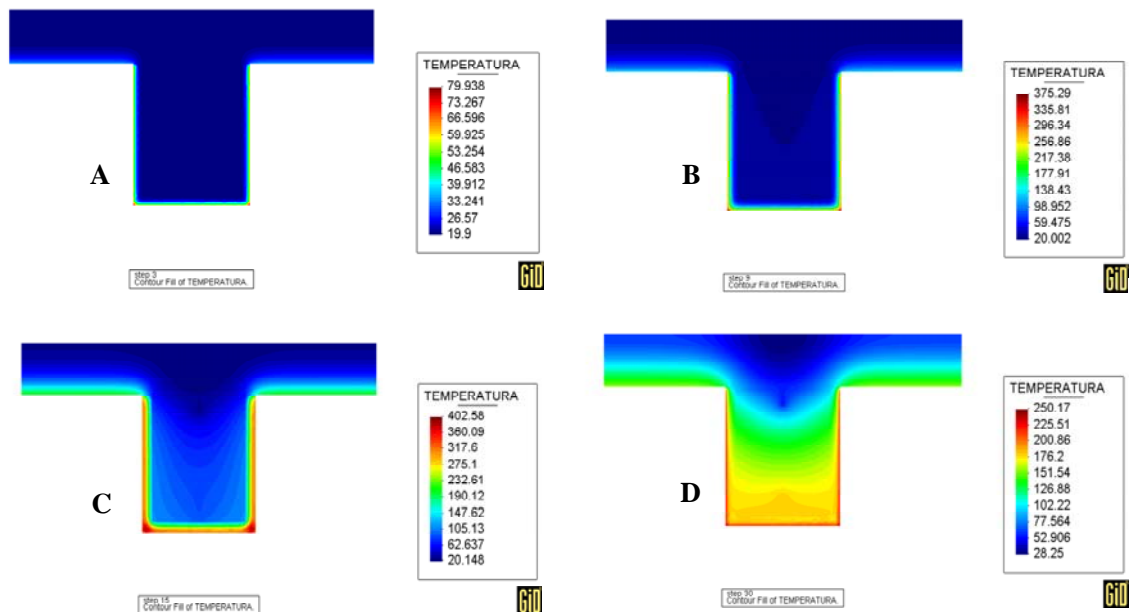 TEMPERATURA
79.938
73.267
66.596
59.925
53.254
46.583
39.912
33.241
26.57
19.9
A
step 3
Contour Fill of TEMPERATURA.
GiD
TEMPERATURA
375.29
335.81
296.34
256.86
217.38
177.91
138.43
98.952
59.475
20.002
B
step 9
Contour Fill of TEMPERATURA.
GiD
TEMPERATURA
402.58
360.09
317.6
275.1
232.61
190.12
147.62
105.13
62.637
20.148
C
step 15
Contour Fill of TEMPERATURA.
GiD
TEMPERATURA
250.17
225.51
200.86
176.2
151.54
126.88
102.22
77.564
52.906
28.25
D
step 30
Contour Fill of TEMPERATURA.
GiD